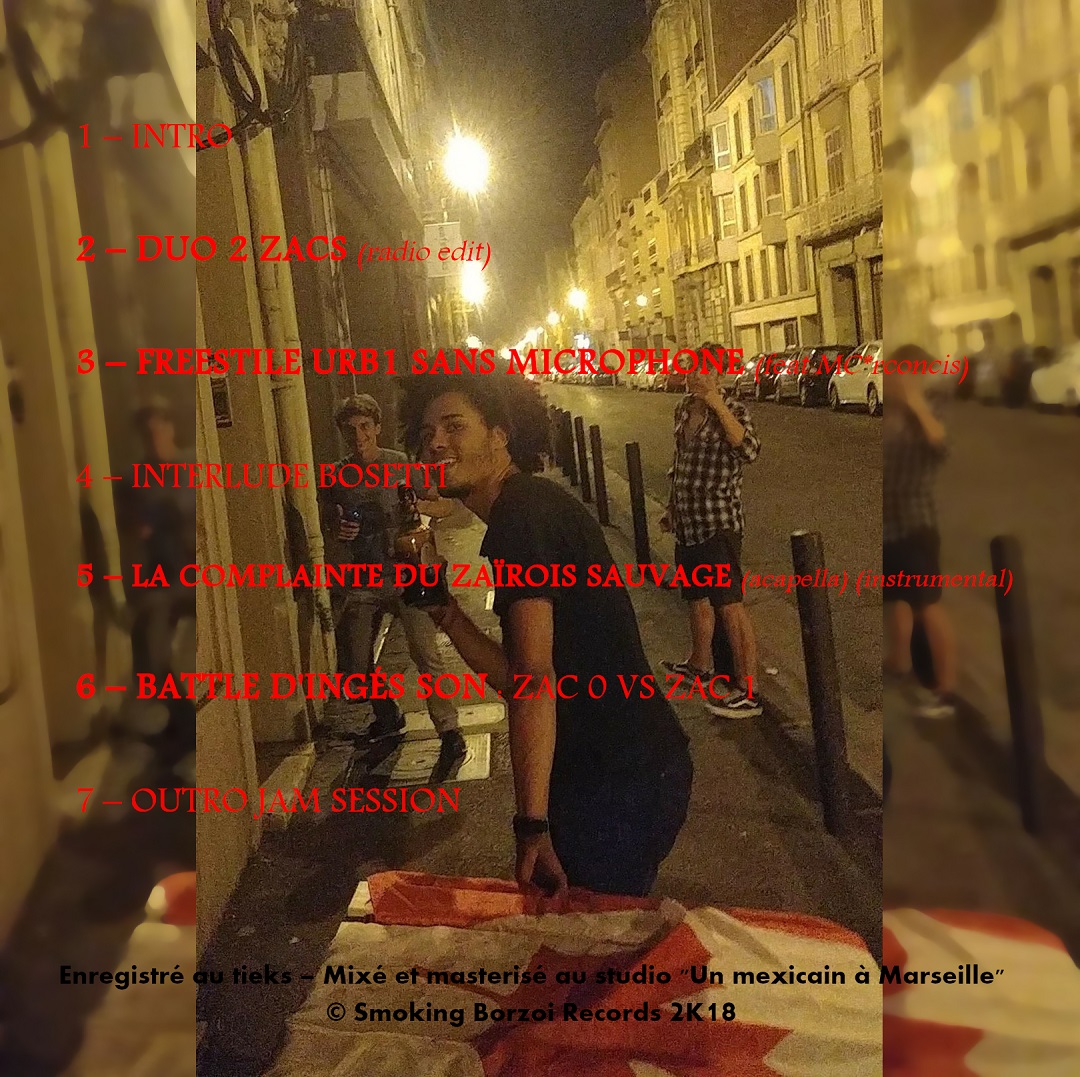 1 – INTRO
2 – DUO 2 ZACS (radio edit)
3 – FREESTILE URB1 SANS MICROPHONE (feat MC*rconcis)
4 – INTERLUDE BOSETTI
5 – LA COMPLAINTE DU ZAÏROIS SAUVAGE (acapella) (instrumental)
6 – BATTLE D'INGÈS SON : ZAC 0 VS ZAC 1
7 – OUTRO JAM SESSION
Enregistré au tieks – Mixé et masterisé au studio "Un mexicain à Marseille"
© Smoking Borzoi Records 2K18